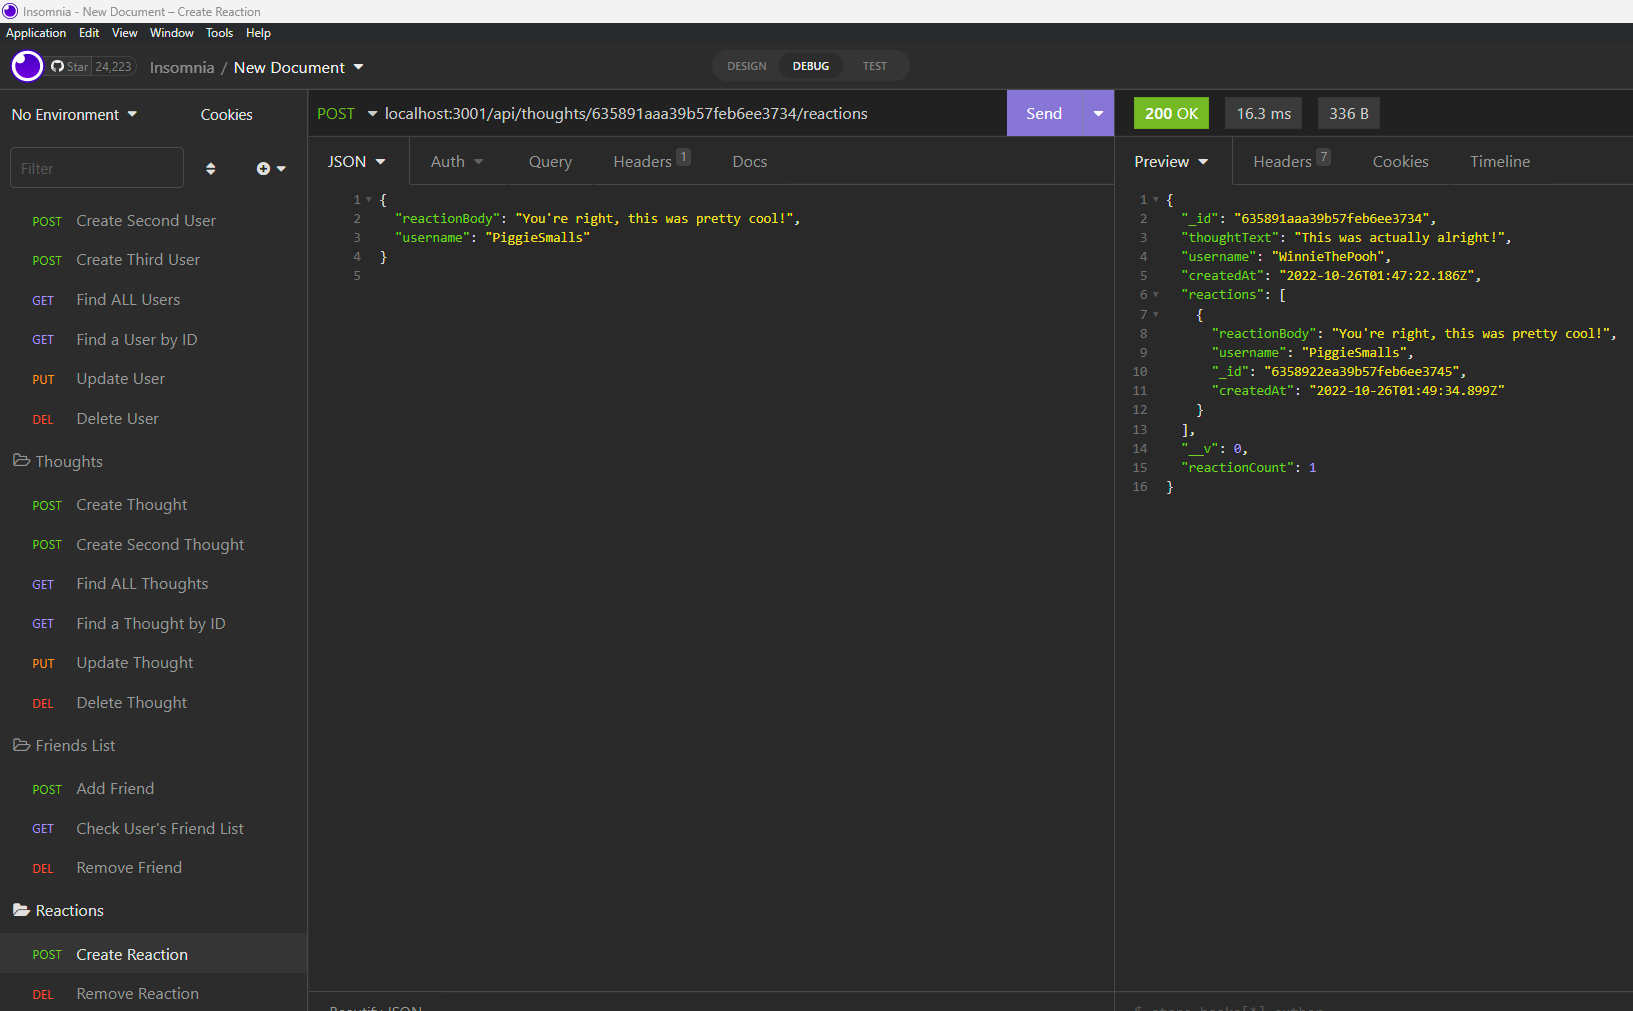 Insomnia - New Document – Create Reaction
Application Edit View Window Tools Help
Star 24,223 Insomnia / New Document DESIGN DEBUG TEST
No Environment Cookies
Filter
POST Create Second User
POST Create Third User
GET Find ALL Users
GET Find a User by ID
PUT Update User
DEL Delete User
Thoughts
POST Create Thought
POST Create Second Thought
GET Find ALL Thoughts
GET Find a Thought by ID
PUT Update Thought
DEL Delete Thought
Friends List
POST Add Friend
GET Check User's Friend List
DEL Remove Friend
Reactions
POST Create Reaction
DEL Remove Reaction
POST localhost:3001/api/thoughts/635891aaa39b57feb6ee3734/reactions Send
JSON Auth Query Headers 1 Docs
1 {
2 "reactionBody": "You're right, this was pretty cool!",
3 "username": "PiggieSmalls"
4 }
5
Beautify JSON
200 OK 16.3 ms 336 B
Preview Headers 7 Cookies Timeline
1 {
2 "_id": "635891aaa39b57feb6ee3734",
3 "thoughtText": "This was actually alright!",
4 "username": "WinnieThePooh",
5 "createdAt": "2022-10-26T01:47:22.186Z",
6 "reactions": [
7 {
8 "reactionBody": "You're right, this was pretty cool!",
9 "username": "PiggieSmalls",
10 "_id": "6358922ea39b57feb6ee3745",
11 "createdAt": "2022-10-26T01:49:34.899Z"
12 }
13 ],
14 "__v": 0,
15 "reactionCount": 1
16 }